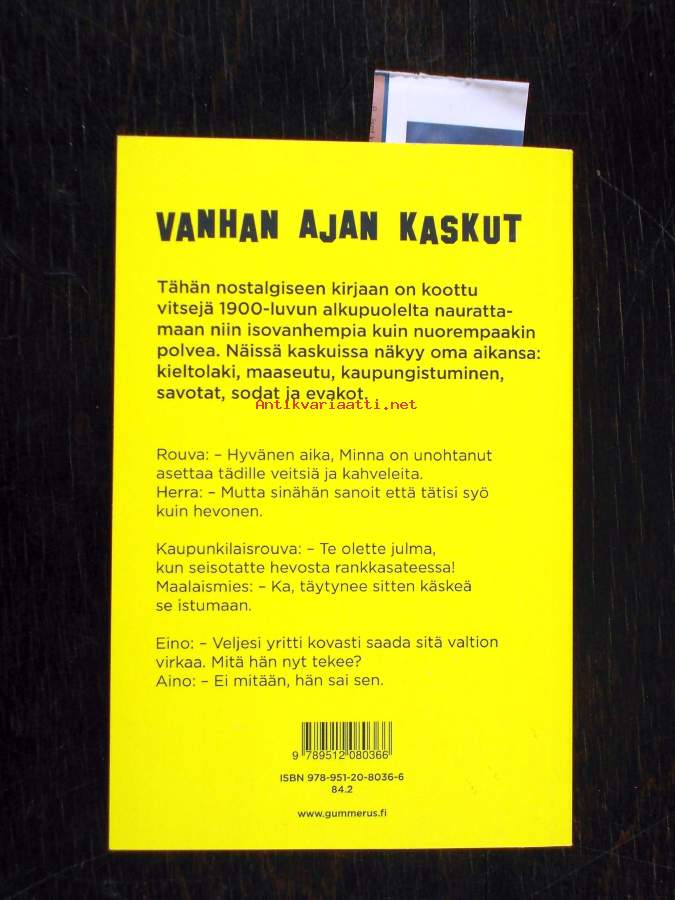 VANHAN AJAN KASKUT
Tähän nostalgiseen kirjaan on koottu
vitsejä 1900-luvun alkupuolelta nauratta-
maan niin isovanhempia kuin nuorempaakin
polvea. Näissä kaskuissa näkyy oma aikansa:
kieltolaki, maaseutu, kaupungistuminen,
savotat, sodat ja evakot.
Antikvariaatti.net
Rouva: – Hyvänen aika, Minna on unohtanut
asettaa tädille veitsiä ja kahveleita.
Herra: – Mutta sinähän sanoit että tätisi syö
kuin hevonen.
Kaupunkilaisrouva: – Te olette julma,
kun seisotatte hevosta rankkasateessa!
Maalaismies: – Ka, täytynee sitten käskeä
se istumaan.
Eino: – Veljesi yritti kovasti saada sitä valtion
virkaa. Mitä hän nyt tekee?
Aino: – Ei mitään, hän sai sen.
9 789512 080366
ISBN 978-951-20-8036-6
84.2
www.gummerus.fi